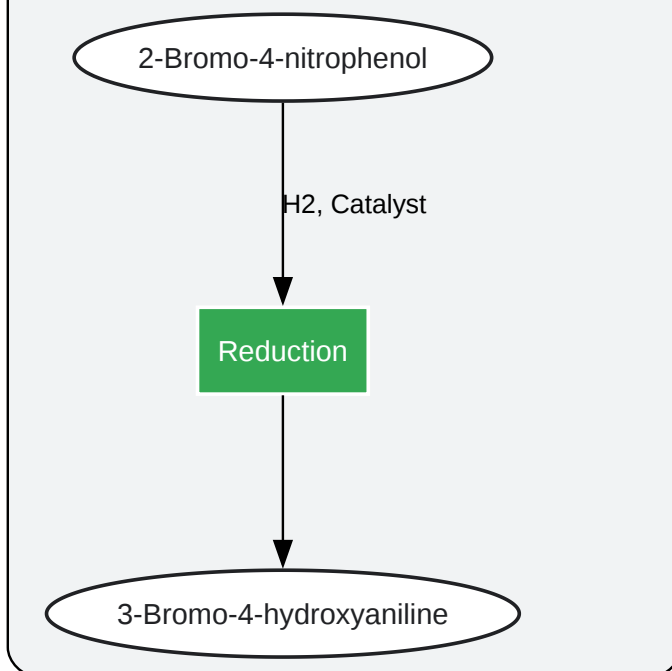 2-Bromo-4-nitrophenol
H2, Catalyst
Reduction
3-Bromo-4-hydroxyaniline